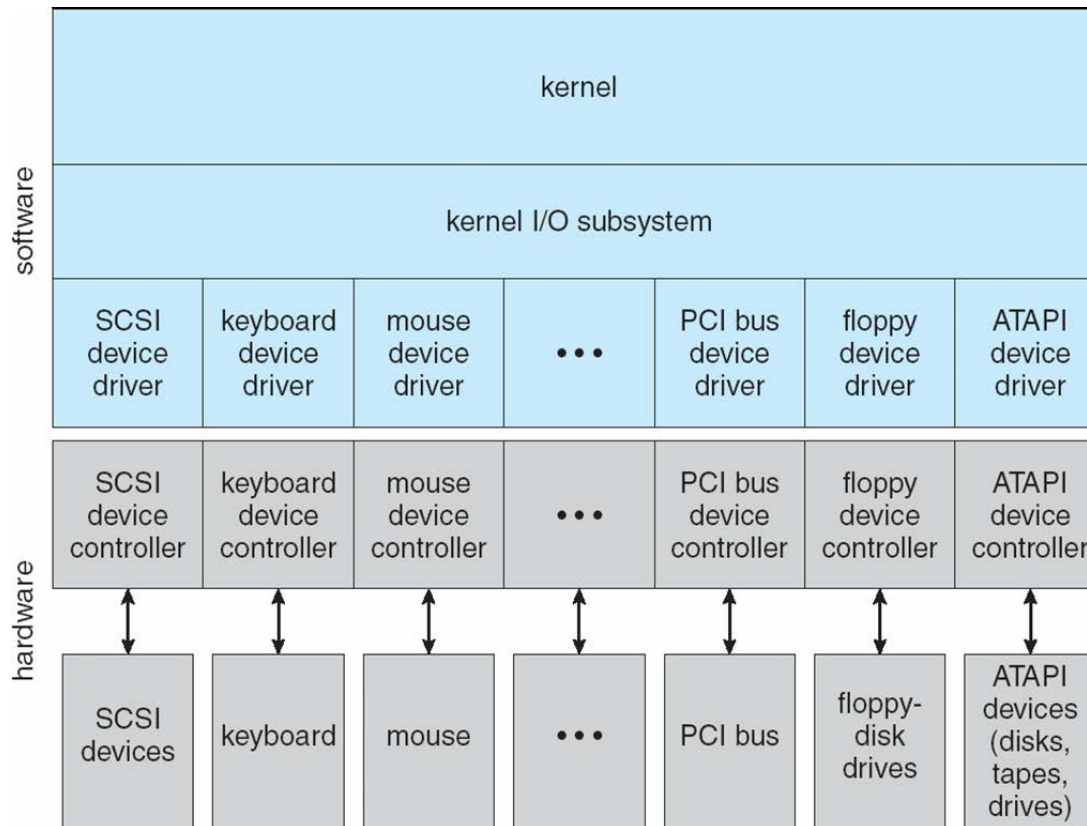 kernel
software
kernel I/O subsystem
SCSI
device
driver
keyboard
device
driver
mouse
device
driver
•••
PCI bus
device
driver
floppy
device
driver
ATAPI
device
driver
hardware
SCSI
device
controller
keyboard
device
controller
mouse
device
controller
•••
PCI bus
device
controller
floppy
device
controller
ATAPI
device
controller
SCSI
devices
keyboard
mouse
•••
PCI bus
floppy-
disk
drives
ATAPI
devices
(disks,
tapes,
drives)